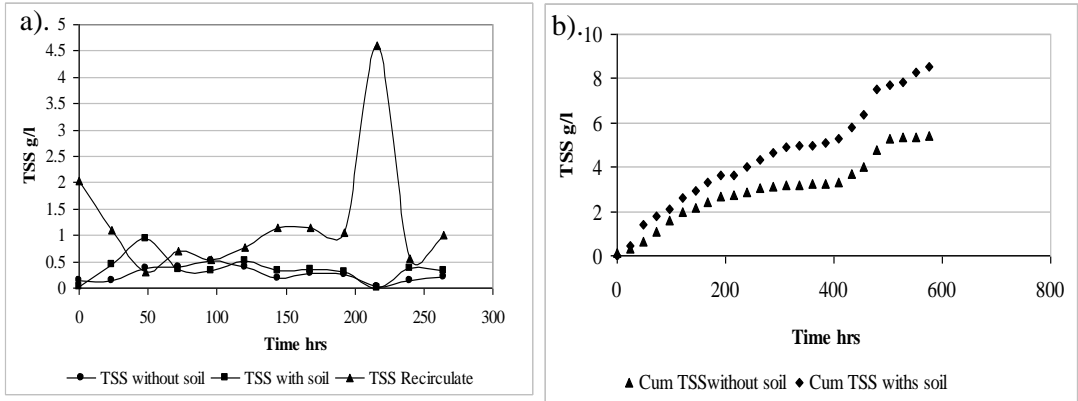 a).
5
4.5
4
3.5
3
2.5
2
1.5
1
0.5
0
TSS g/l
0 50 100 150 200 250 300
Time hrs
TSS without soil TSS with soil TSS Recirculate
b).
10
8
6
4
2
0
TSS g/l
0 200 400 600 800
Time hrs
Cum TSSwithout soil Cum TSS withs soil